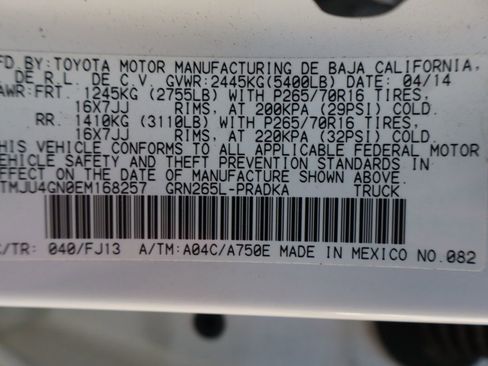 MFD BY: TOYOTA MOTOR MANUFACTURING DE BAJA CALIFORNIA,
DE R.L. DE C.V. GVWR: 2445KG(5400LB) DATE: 04/14
GAWR: FRT. 1245KG (2755LB) WITH P265/70R16 TIRES,
16X7JJ RIMS, AT 200KPA (29PSI) COLD.
RR. 1410KG (3110LB) WITH P265/70R16 TIRES,
16X7JJ RIMS, AT 220KPA (32PSI) COLD.
THIS VEHICLE CONFORMS TO ALL APPLICABLE FEDERAL MOTOR
VEHICLE SAFETY AND THEFT PREVENTION STANDARDS IN
EFFECT ON THE DATE OF MANUFACTURE SHOWN ABOVE.
TMJU4GN0EM168257 GRN265L-PRADKA TRUCK
C/TR: 040/FJ13 A/TM: A04C/A750E MADE IN MEXICO NO.082